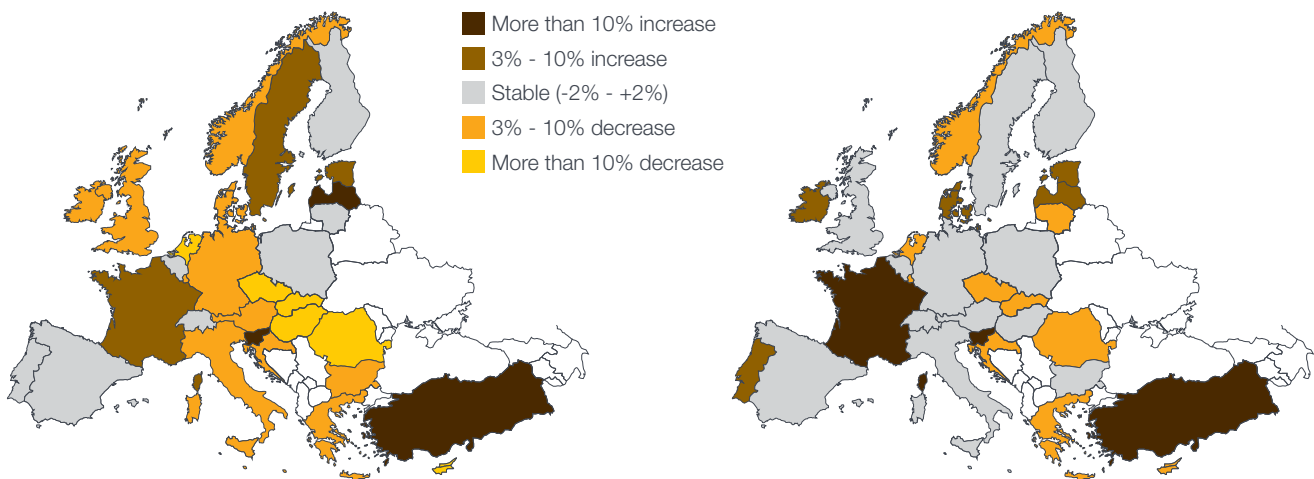 More than 10% increase
3% - 10% increase
Stable (-2% - +2%)
3% - 10% decrease
More than 10% decrease